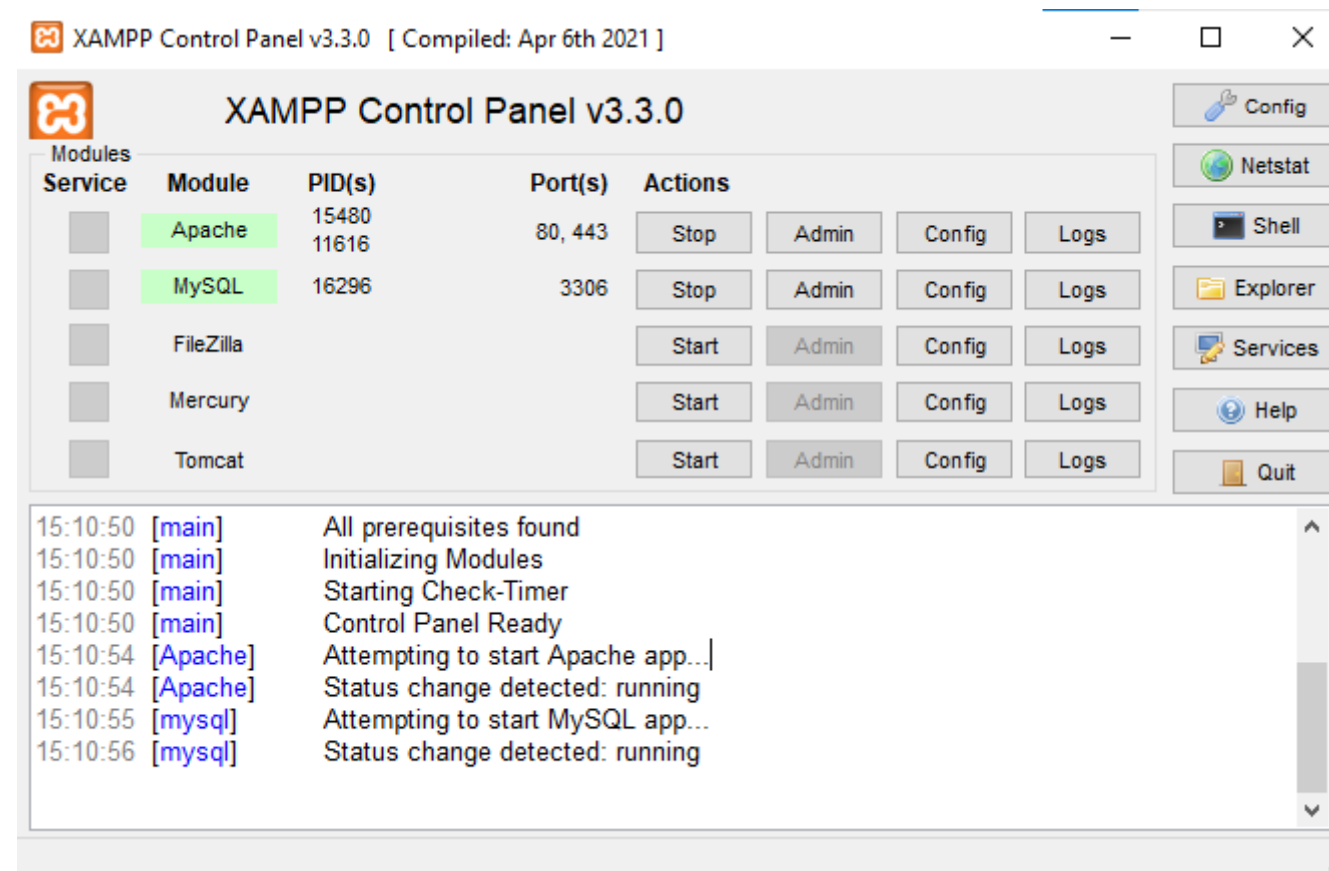 XAMPP Control Panel v3.3.0 [ Compiled: Apr 6th 2021 ]
XAMPP Control Panel v3.3.0
Config
Modules
Netstat
Service Module PID(s) Port(s) Actions
Apache 15480 11616 80, 443 Stop Admin Config Logs
Shell
MySQL 16296 3306 Stop Admin Config Logs
Explorer
FileZilla Start Admin Config Logs
Services
Mercury Start Admin Config Logs
Help
Tomcat Start Admin Config Logs
Quit
15:10:50 [main] All prerequisites found
15:10:50 [main] Initializing Modules
15:10:50 [main] Starting Check-Timer
15:10:50 [main] Control Panel Ready
15:10:54 [Apache] Attempting to start Apache app...
15:10:54 [Apache] Status change detected: running
15:10:55 [mysql] Attempting to start MySQL app...
15:10:56 [mysql] Status change detected: running